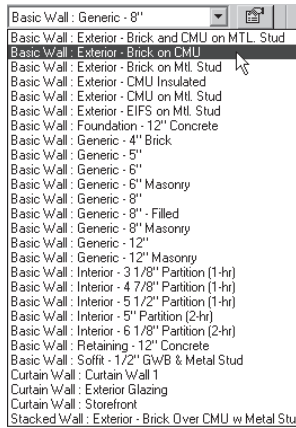 Basic Wall : Generic - 8"
Basic Wall : Exterior - Brick and CMU on MTL. Stud
Basic Wall : Exterior - Brick on CMU
Basic Wall : Exterior - Brick on Mtl. Stud
Basic Wall : Exterior - CMU Insulated
Basic Wall : Exterior - CMU on Mtl. Stud
Basic Wall : Exterior - EIFS on Mtl. Stud
Basic Wall : Foundation - 12" Concrete
Basic Wall : Generic - 4" Brick
Basic Wall : Generic - 5"
Basic Wall : Generic - 6"
Basic Wall : Generic - 6" Masonry
Basic Wall : Generic - 8"
Basic Wall : Generic - 8" - Filled
Basic Wall : Generic - 8" Masonry
Basic Wall : Generic - 12"
Basic Wall : Generic - 12" Masonry
Basic Wall : Interior - 3 1/8" Partition (1-hr)
Basic Wall : Interior - 4 7/8" Partition (1-hr)
Basic Wall : Interior - 5 1/2" Partition (1-hr)
Basic Wall : Interior - 5" Partition (2-hr)
Basic Wall : Interior - 6 1/8" Partition (2-hr)
Basic Wall : Retaining - 12" Concrete
Basic Wall : Soffit - 1/2" GWB & Metal Stud
Curtain Wall : Curtain Wall 1
Curtain Wall : Exterior Glazing
Curtain Wall : Storefront
Stacked Wall : Exterior - Brick Over CMU w Metal Stu